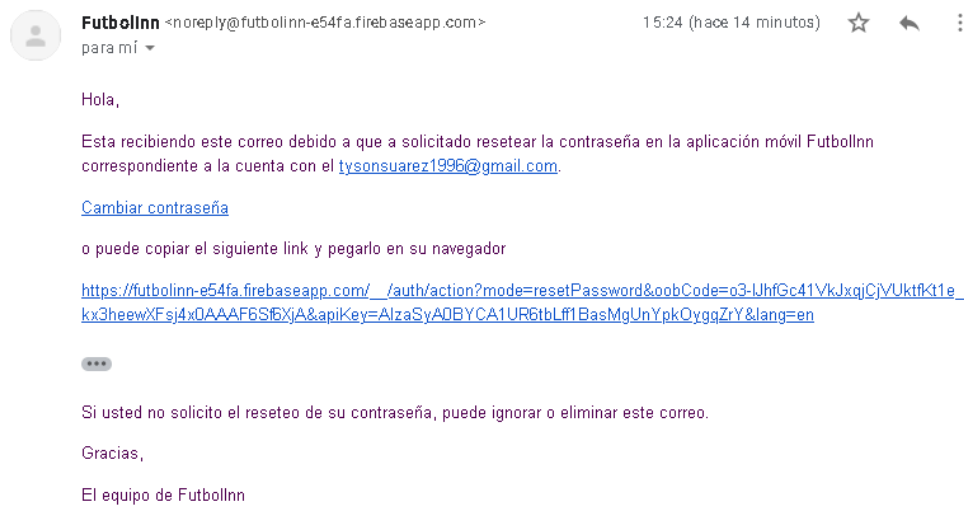 FutbolInn <noreply@futbolinn-e54fa.firebaseapp.com> 15:24 (hace 14 minutos)
para mí
Hola,
Esta recibiendo este correo debido a que a solicitado resetear la contraseña en la aplicación móvil FutbolInn
correspondiente a la cuenta con el tysonsuarez1996@gmail.com.
Cambiar contraseña
o puede copiar el siguiente link y pegarlo en su navegador
https://futbolinn-e54fa.firebaseapp.com/__/auth/action?mode=resetPassword&oobCode=o3-IJhfGc41VkJxqjCjVUktfKt1e_
kx3heewXFsj4x0AAAF6Sf6XjA&apiKey=AIzaSyA0BYCA1UR6tbLff1BasMgUnYpkOygqZrY&lang=en
Si usted no solicito el reseteo de su contraseña, puede ignorar o eliminar este correo.
Gracias,
El equipo de FutbolInn